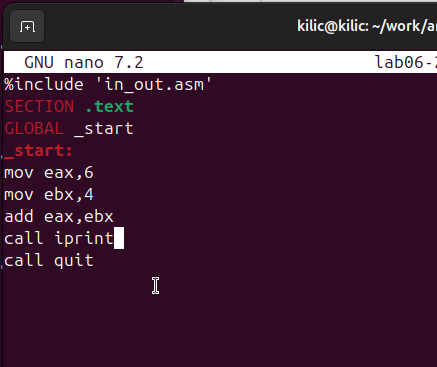 kilic@kilic: ~/work/ar
GNU nano 7.2 lab06-2
%include 'in_out.asm'
SECTION .text
GLOBAL _start
_start:
mov eax,6
mov ebx,4
add eax,ebx
call iprint
call quit